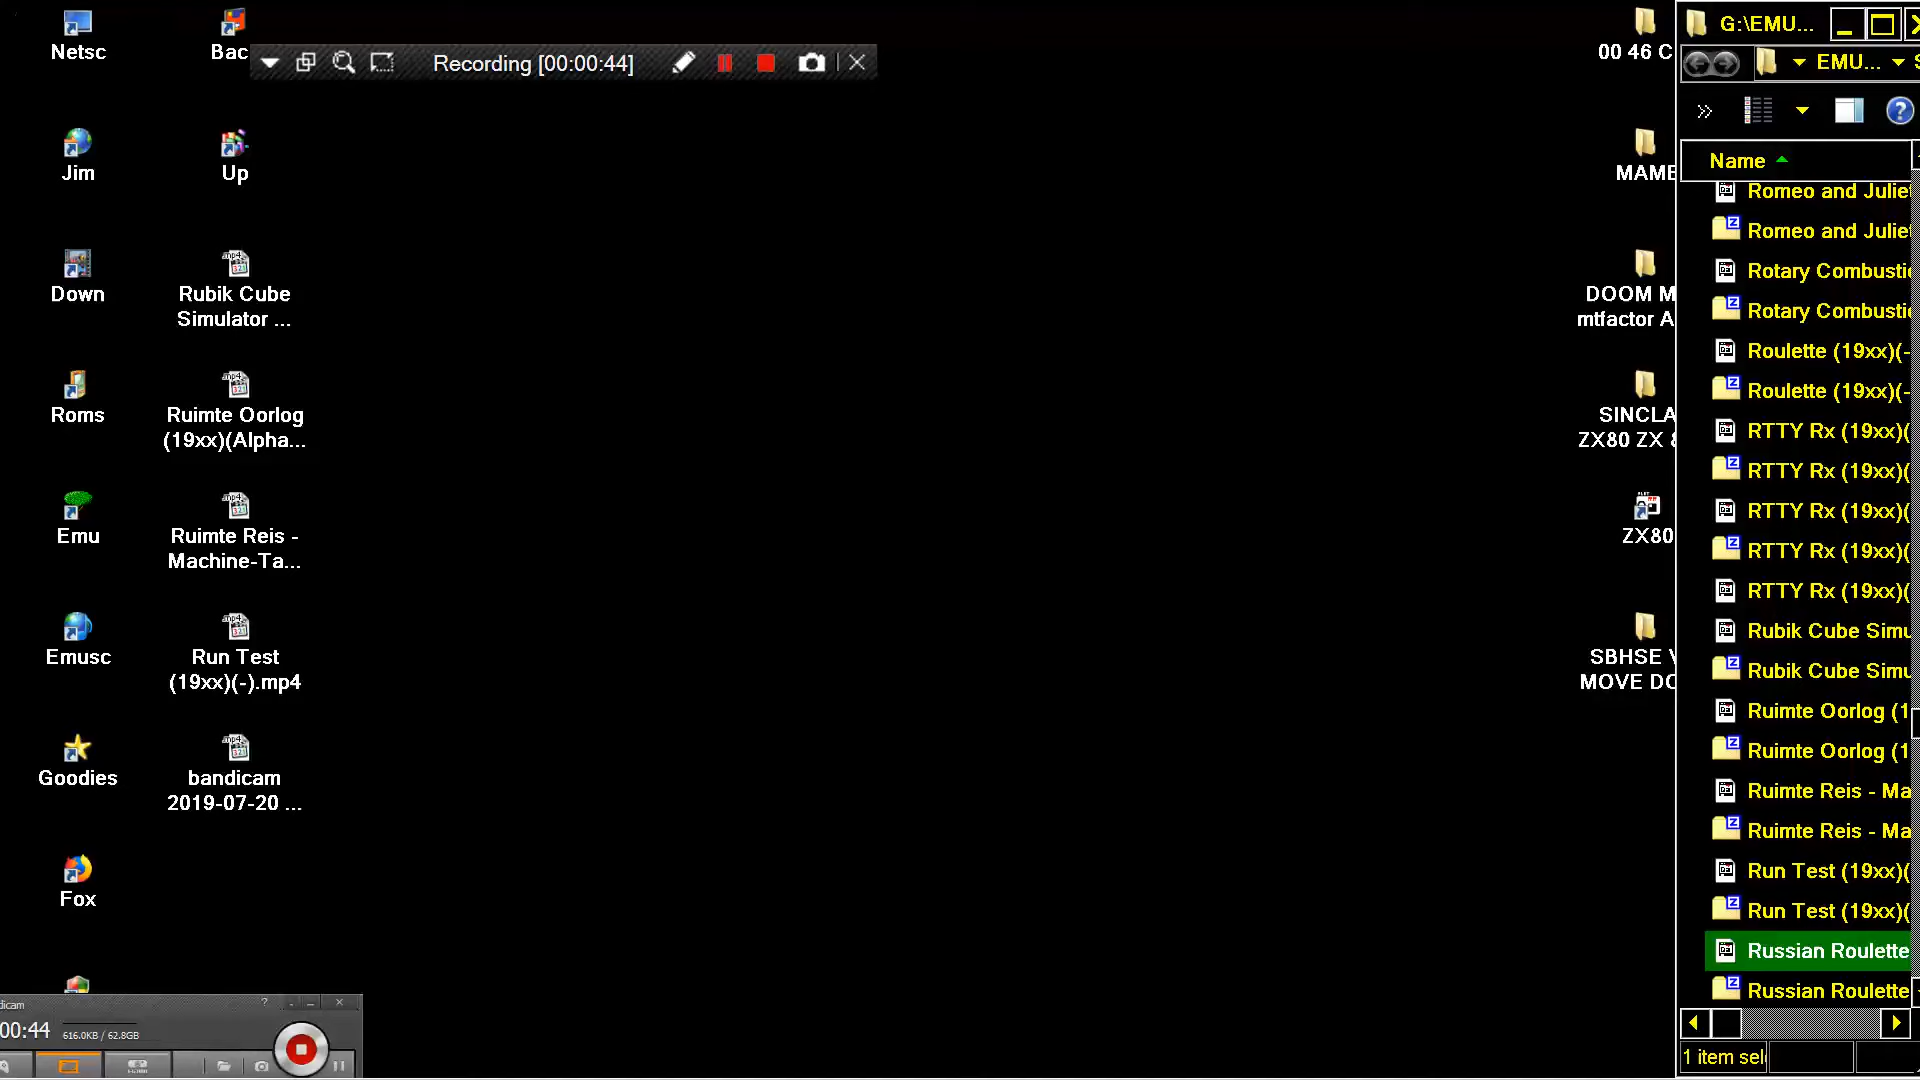 Netsc
Bac
Recording [00:00:44]
00 46 C
G:\EMU...
EMU...
Jim
Up
MAME
Name
Romeo and Julie
Romeo and Julie
Down
Rubik Cube
Simulator ...
DOOM M
mtfactor A
Rotary Combusti
Rotary Combusti
Roulette (19xx)(-
Roulette (19xx)(-
Roms
Ruimte Oorlog
(19xx)(Alpha...
SINCLA
ZX80 ZX 8
RTTY Rx (19xx)(
RTTY Rx (19xx)(
RTTY Rx (19xx)(
RTTY Rx (19xx)(
RTTY Rx (19xx)(
Emu
Ruimte Reis -
Machine-Ta...
ZX80
Rubik Cube Simu
Rubik Cube Simu
Emusc
Run Test
(19xx)(-).mp4
SBHSE V
MOVE DO
Ruimte Oorlog (1
Ruimte Oorlog (1
Goodies
bandicam
2019-07-20 ...
Ruimte Reis - Ma
Ruimte Reis - Ma
Fox
Run Test (19xx)(
Run Test (19xx)(
Russian Roulette
Russian Roulette
dicam
00:44
616.0KB / 62.8GB
1 item sel